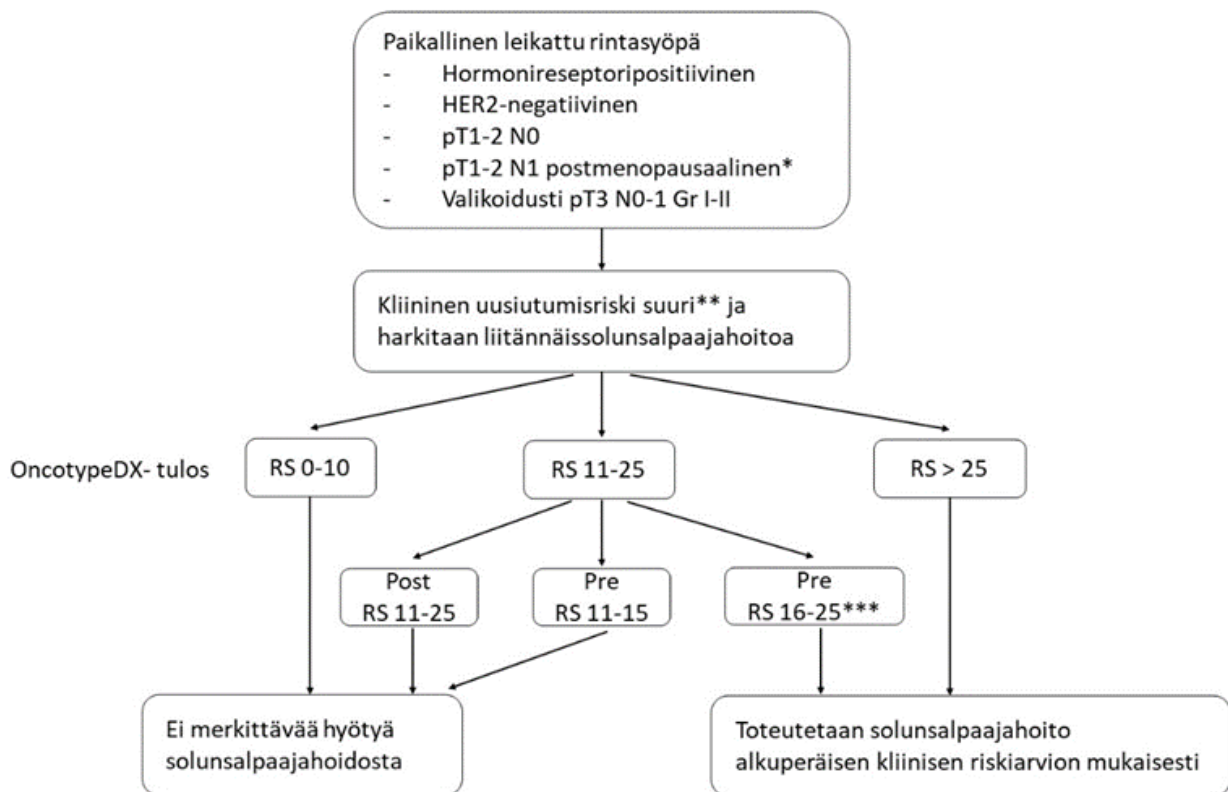 Paikallinen leikattu rintasyöpä
- Hormonireseptoripositiivinen
- HER2-negatiivinen
- pT1-2 N0
- pT1-2 N1 postmenopausaalinen*
- Valikoidusti pT3 N0-1 Gr I-II
Kliininen uusiutumisriski suuri** ja
harkitaan liitännäissolunsalpaajahoitoa
OncotypeDX- tulos
RS 0-10
RS 11-25
RS > 25
Post
RS 11-25
Pre
RS 11-15
Pre
RS 16-25***
Ei merkittävää hyötyä
solunsalpaajahoidosta
Toteutetaan solunsalpaajahoito
alkuperäisen kliinisen riskiarvion mukaisesti